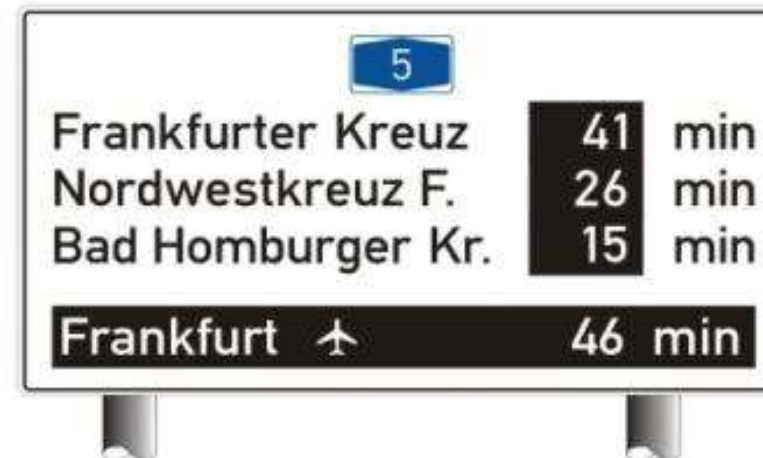 5
Frankfurter Kreuz 41 min
Nordwestkreuz F. 26 min
Bad Homburger Kr. 15 min
Frankfurt 46 min